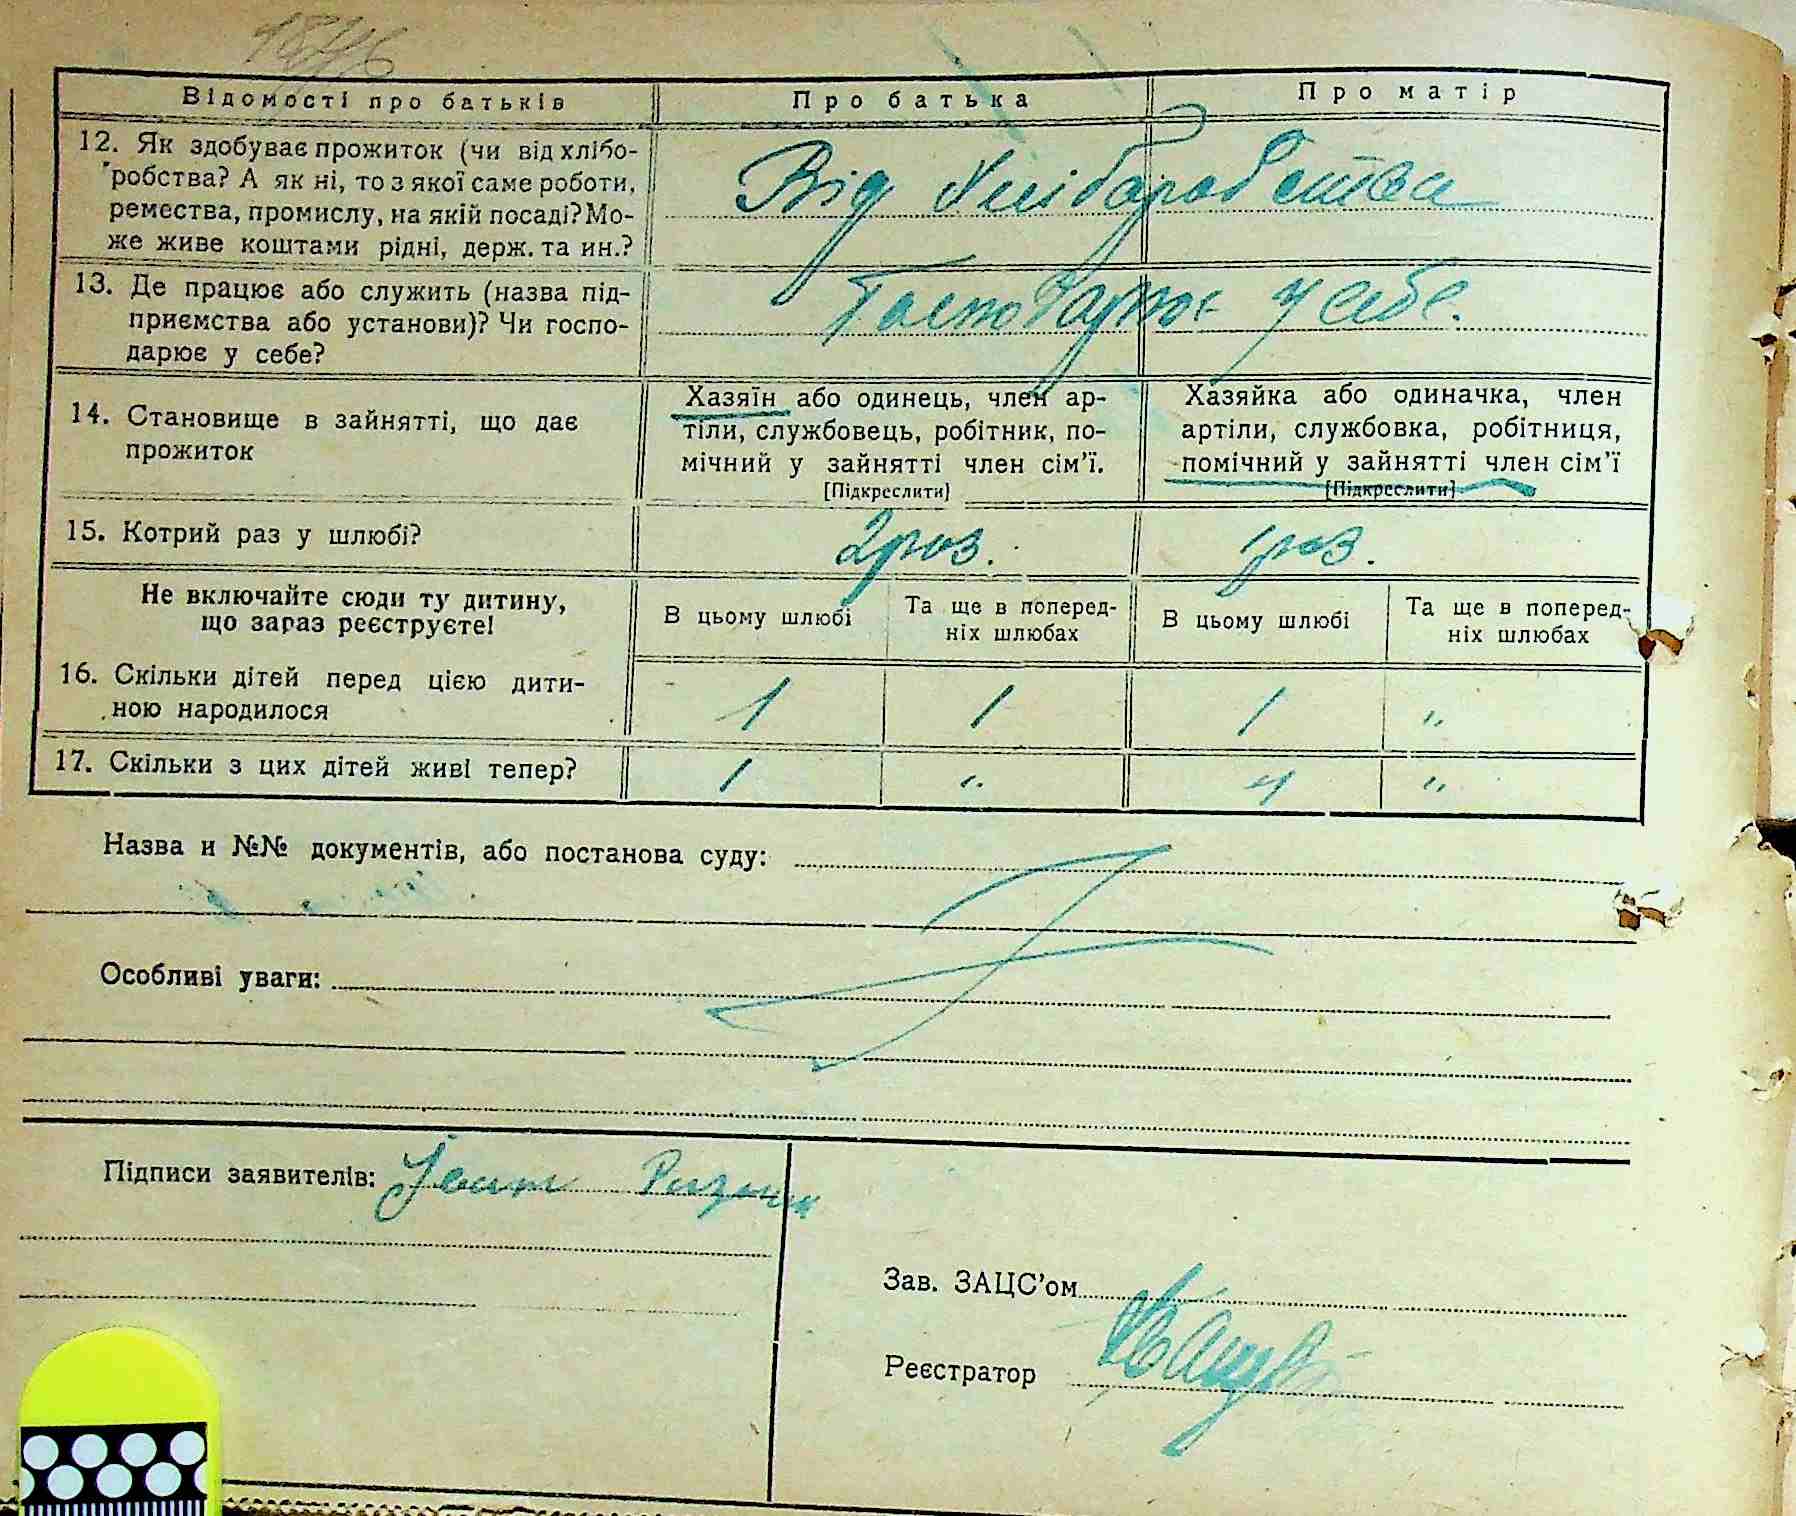 Відомості про батьків
Про батька
Про матір
12. Як здобуває прожиток (чи від хлібо-
робства? А як ні, то з якої саме роботи,
ремества, промислу, на якій посаді? Мо-
же живе коштами рідні, держ. та ин.?
Від Хліборобства
13. Де працює або служить (назва під-
приємства або установи)? Чи госпо-
дарює у себе?
Господарює у себе.
14. Становище в зайнятті, що дає
прожиток
Хазяїн або одинець, член ар-
тіли, службовець, робітник, по-
мічний у зайнятті член сім'ї.
[Підкреслити]
Хазяйка або одиначка, член
артіли, службовка, робітниця,
помічний у зайнятті член сім'ї
[Підкреслити]
15. Котрий раз у шлюбі?
2 раз.
1 раз.
Не включайте сюди ту дитину,
що зараз реєструєте!
В цьому шлюбі
Та ще в поперед-
ніх шлюбах
В цьому шлюбі
Та ще в поперед-
ніх шлюбах
16. Скільки дітей перед цією дити-
ною народилося
1 1 1 "
17. Скільки з цих дітей живі тепер?
1 " 1 "
Назва и №№ документів, або постанова суду:
Особливі уваги:
Підписи заявителів:
Зав. ЗАЦС'ом
Реєстратор